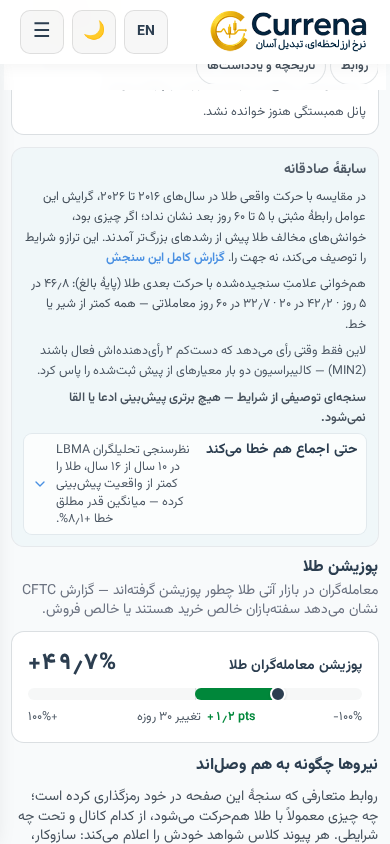 ☰
EN
Currena
نرخ ارز لحظه‌ای، تبدیل آسان
روابط
تاریخچه و یادداشت‌ها
پانل همبستگی هنوز خوانده نشد.
سابقهٔ صادقانه
در مقایسه با حرکت واقعی طلا در سال‌های ۲۰۱۶ تا ۲۰۲۶، گرایش این
عوامل رابطهٔ مثبتی با ۵ تا ۶۰ روز بعد نشان نداد؛ اگر چیزی بود،
خوانش‌های مخالف طلا پیش از رشدهای بزرگ‌تر آمدند. این ترازو شرایط
را توصیف می‌کند، نه جهت را. گزارش کامل این سنجش
هم‌خوانی علامتِ سنجیده‌شده با حرکت بعدی طلا (پایهٔ بالغ): ۴۶٫۸ در
۵ روز · ۴۲٫۲ در ۲۰ · ۳۲٫۷ در ۶۰ روز معاملاتی — همه کمتر از شیر یا
خط.
لاین فقط وقتی رأی می‌دهد که دست‌کم ۲ رأی‌دهنده‌اش فعال باشند
(MIN2) — کالیبراسیون دو بار معیارهای از پیش ثبت‌شده را پاس کرد.
سنجه‌ای توصیفی از شرایط — هیچ برتری پیش‌بینی ادعا یا القا
نمی‌شود.
حتی اجماع هم خطا می‌کند
نظرسنجی تحلیلگران LBMA
در ۱۰ سال از ۱۶ سال، طلا را
کمتر از واقعیت پیش‌بینی
کرده — میانگین قدر مطلق
خطا ۸٫۱+%.
پوزیشن طلا
معامله‌گران در بازار آتی طلا چطور پوزیشن گرفته‌اند — گزارش CFTC
نشان می‌دهد سفته‌بازان خالص خرید هستند یا خالص فروش.
پوزیشن معامله‌گران طلا
+۴۹٫۷%
-۱۰۰%
+۱٫۲ pts تغییر ۳۰ روزه
+۱۰۰%
نیروها چگونه به هم وصل‌اند
روابط متعارفی که سنجهٔ این صفحه در خود رمزگذاری کرده است؛
چه چیزی معمولاً با طلا هم‌حرکت می‌شود، از کدام کانال و تحت چه
شرایطی. هر پیوند کلاس شواهد خودش را اعلام می‌کند: سازوکار،